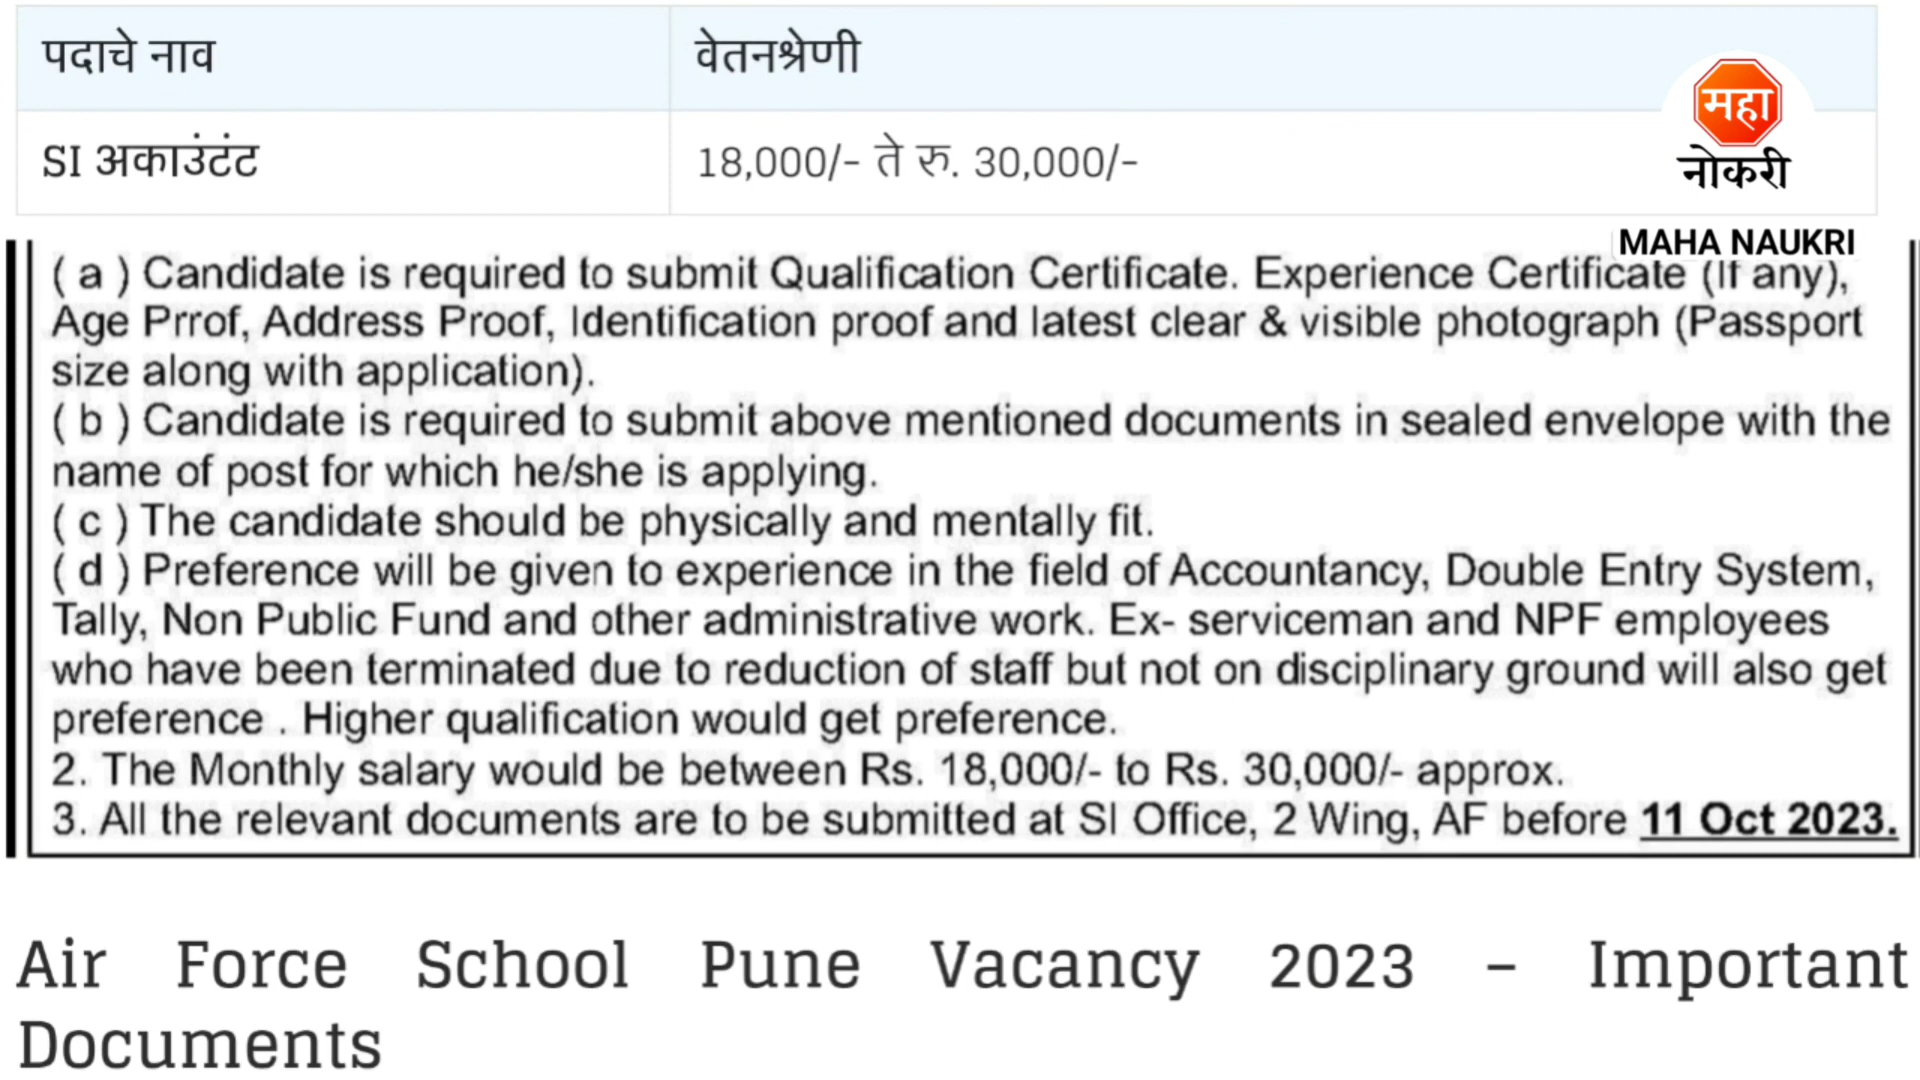 पदाचे नाव वेतनश्रेणी
SI अकाउंटंट 18,000/- ते रु. 30,000/-
महा
नोकरी
MAHA NAUKRI
( a ) Candidate is required to submit Qualification Certificate. Experience Certificate (If any),
Age Prrof, Address Proof, Identification proof and latest clear & visible photograph (Passport
size along with application).
( b ) Candidate is required to submit above mentioned documents in sealed envelope with the
name of post for which he/she is applying.
( c ) The candidate should be physically and mentally fit.
( d ) Preference will be given to experience in the field of Accountancy, Double Entry System,
Tally, Non Public Fund and other administrative work. Ex- serviceman and NPF employees
who have been terminated due to reduction of staff but not on disciplinary ground will also get
preference . Higher qualification would get preference.
2. The Monthly salary would be between Rs. 18,000/- to Rs. 30,000/- approx.
3. All the relevant documents are to be submitted at SI Office, 2 Wing, AF before 11 Oct 2023.
Air Force School Pune Vacancy 2023 – Important
Documents